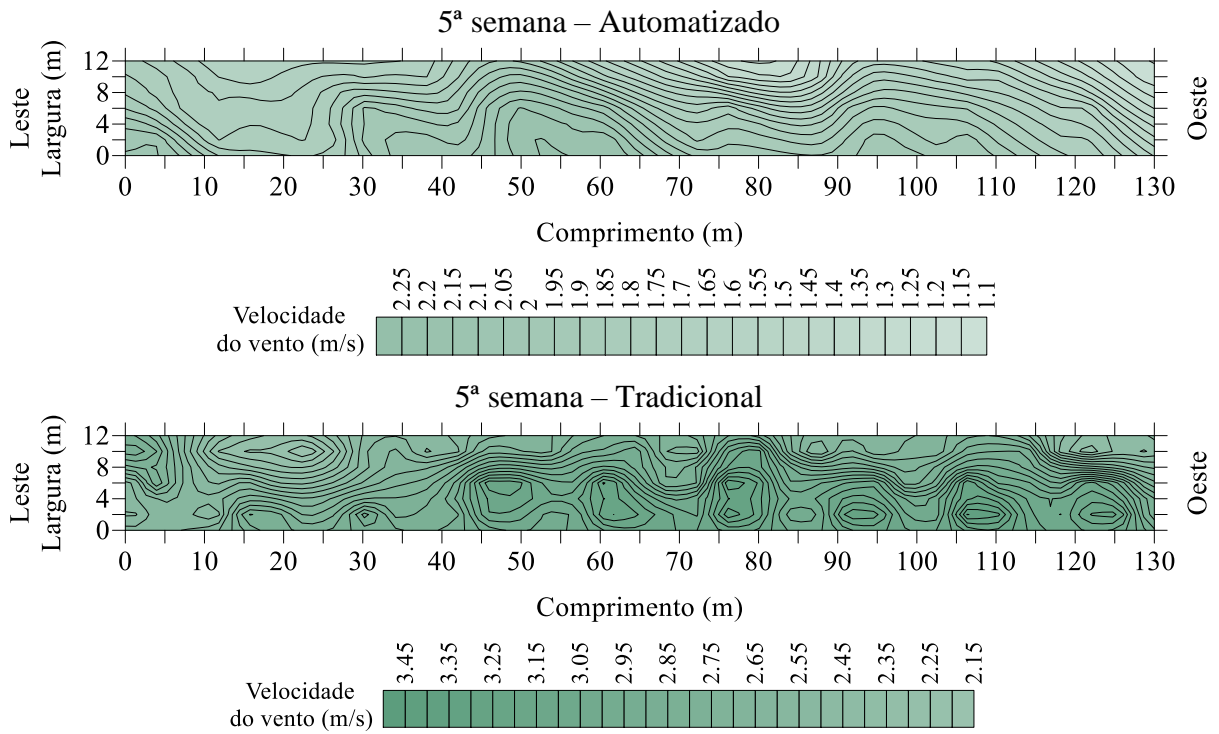 5ª semana – Automatizado
Leste
Largura (m)
12
8
4
0
Oeste
0 10 20 30 40 50 60 70 80 90 100 110 120 130
Comprimento (m)
2.25 2.2 2.15 2.1 2.05 2 1.95 1.9 1.85 1.8 1.75 1.7 1.65 1.6 1.55 1.5 1.45 1.4 1.35 1.3 1.25 1.2 1.15 1.1
Velocidade
do vento (m/s)
5ª semana – Tradicional
Leste
Largura (m)
12
8
4
0
Oeste
0 10 20 30 40 50 60 70 80 90 100 110 120 130
Comprimento (m)
3.45 3.35 3.25 3.15 3.05 2.95 2.85 2.75 2.65 2.55 2.45 2.35 2.25 2.15
Velocidade
do vento (m/s)